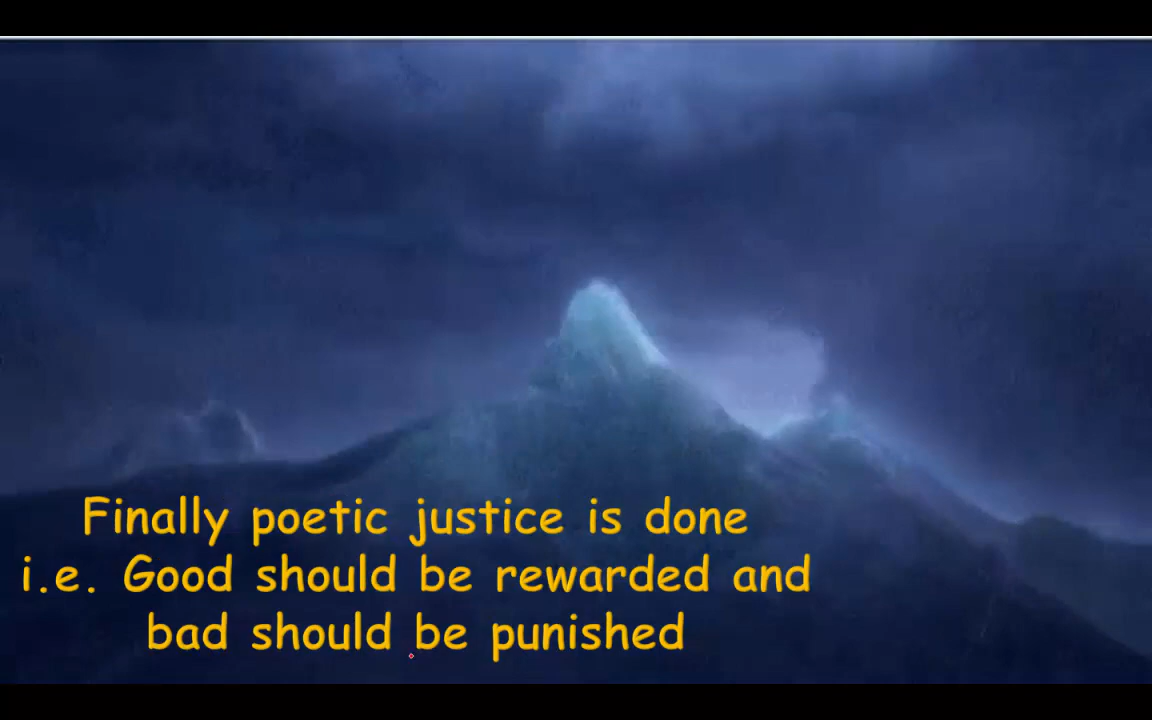 Finally poetic justice is done
i.e. Good should be rewarded and
bad should be punished